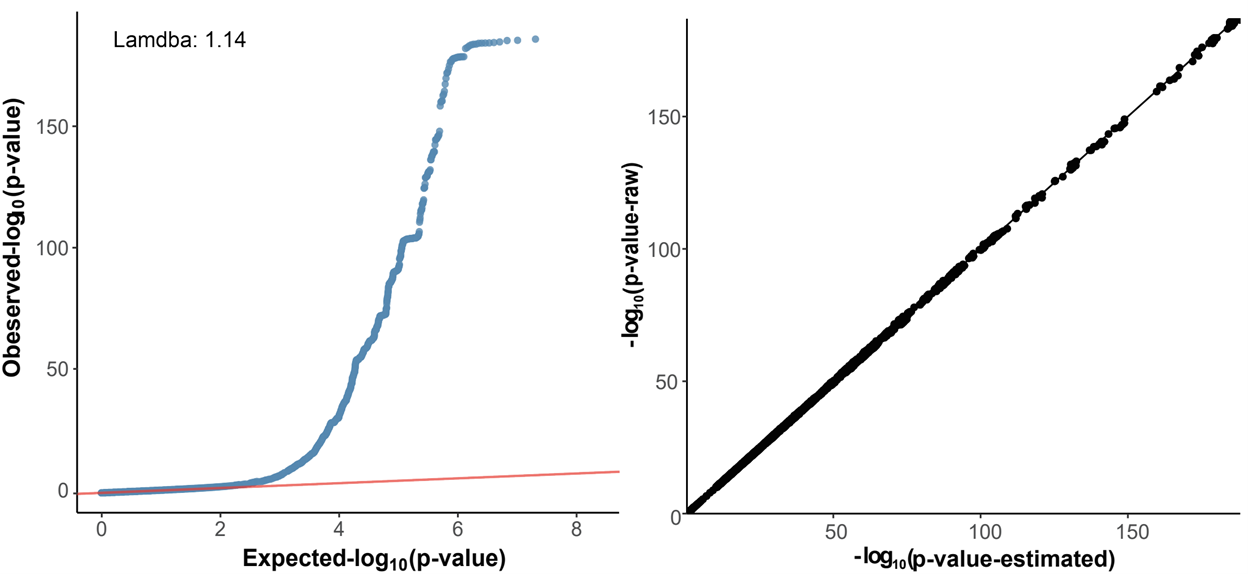 Lamdba: 1.14
Obeserved-log10(p-value)
150
100
50
0
0 2 4 6 8
Expected-log10(p-value)
-log10(p-value-raw)
150
100
50
0
50 100 150
-log10(p-value-estimated)